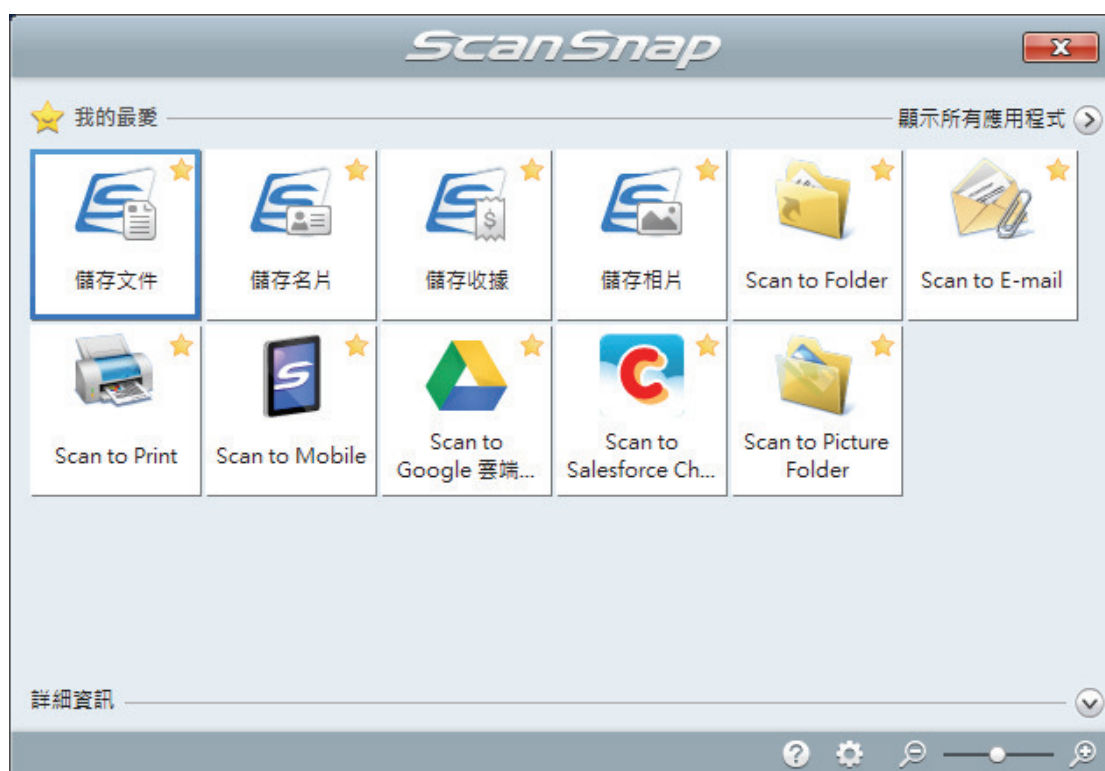 ScanSnap
我的最愛
顯示所有應用程式
儲存文件
儲存名片
儲存收據
儲存相片
Scan to Folder
Scan to E-mail
Scan to Print
Scan to Mobile
Scan to
Google 雲端...
Scan to
Salesforce Ch...
Scan to Picture
Folder
詳細資訊